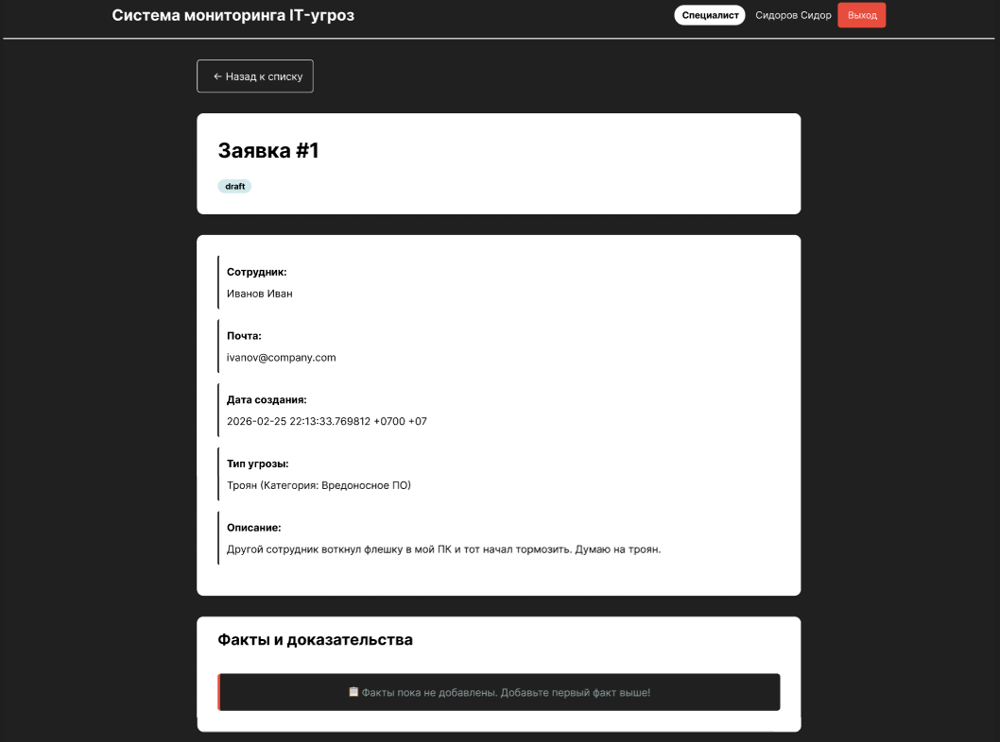 Система мониторинга IT-угроз
Специалист Сидоров Сидор Выход
← Назад к списку
Заявка #1
draft
Сотрудник:
Иванов Иван
Почта:
ivanov@company.com
Дата создания:
2026-02-25 22:13:33.769812 +0700 +07
Тип угрозы:
Троян (Категория: Вредоносное ПО)
Описание:
Другой сотрудник воткнул флешку в мой ПК и тот начал тормозить. Думаю на троян.
Факты и доказательства
Факты пока не добавлены. Добавьте первый факт выше!